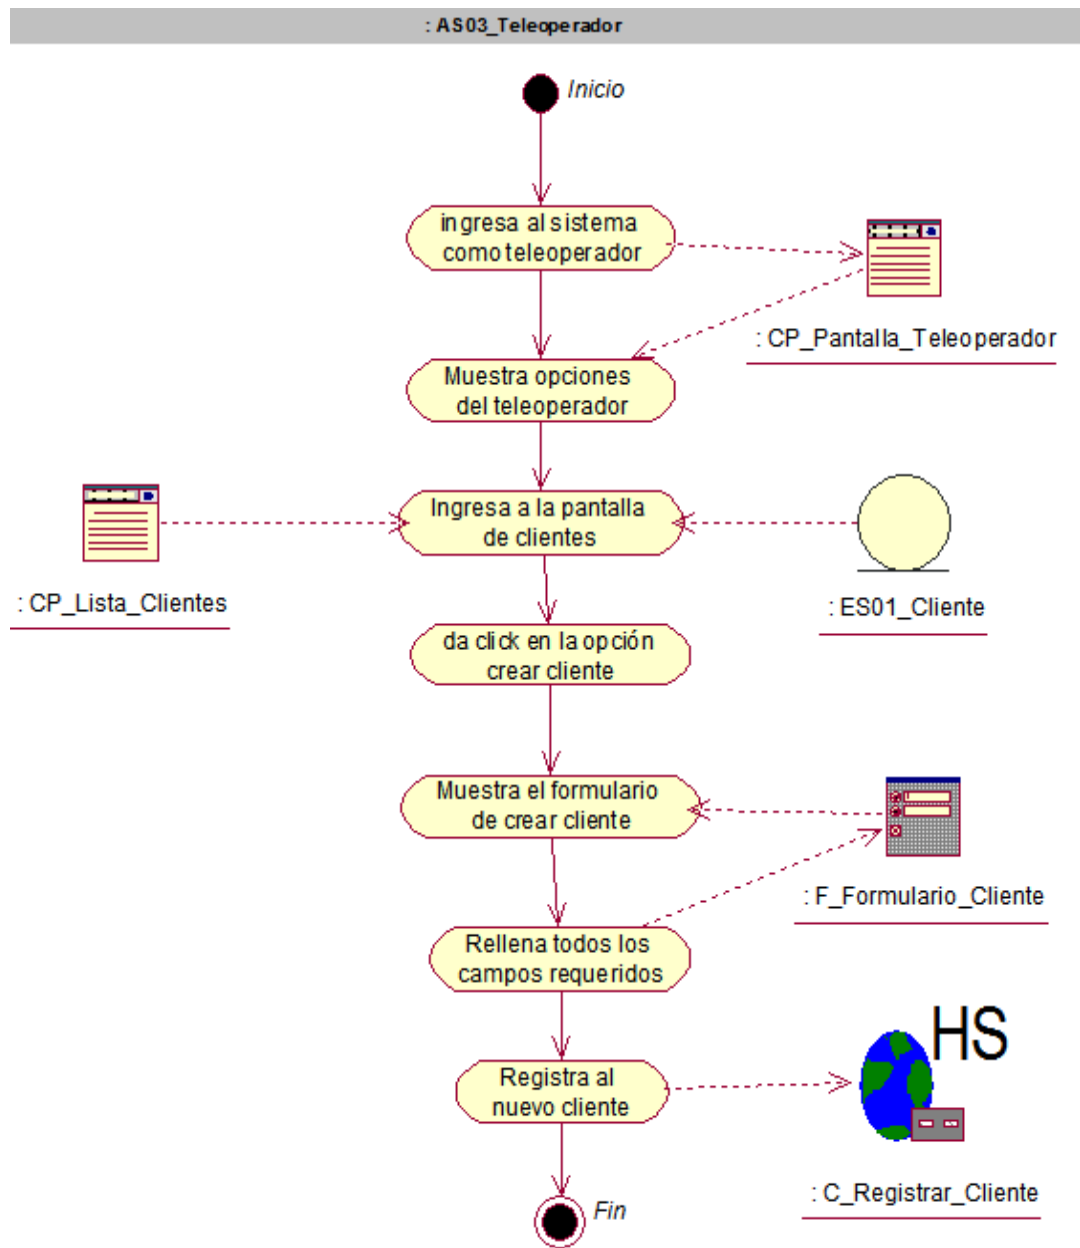 : AS03_Teleoperador
Inicio
ingresa al sistema
como teleoperador
: CP_Pantalla_Teleoperador
Muestra opciones
del teleoperador
Ingresa a la pantalla
de clientes
: CP_Lista_Clientes
: ES01_Cliente
da click en la opción
crear cliente
Muestra el formulario
de crear cliente
: F_Formulario_Cliente
Rellena todos los
campos requeridos
HS
Registra al
nuevo cliente
: C_Registrar_Cliente
Fin